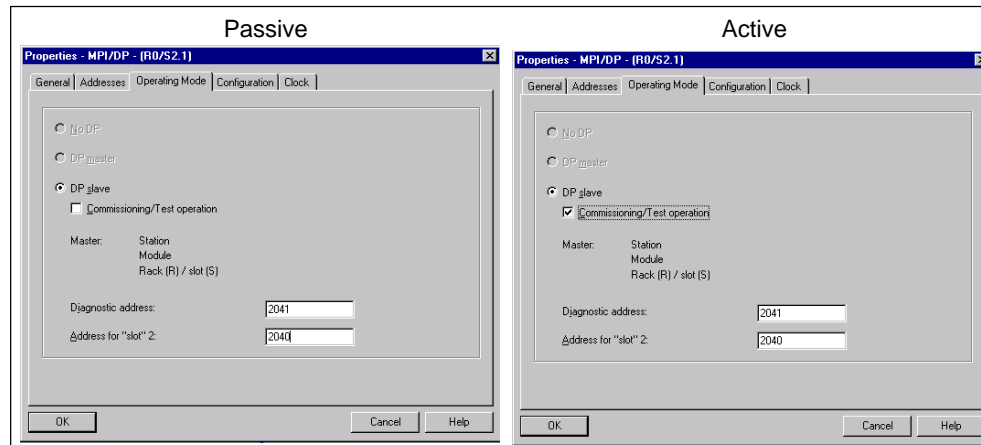 Passive
Properties - MPI/DP - (R0/S2.1)
General Addresses Operating Mode Configuration Clock
No DP
DP master
DP slave
Commissioning/Test operation
Master: Station
Module
Rack (R) / slot (S)
Diagnostic address: 2041
Address for "slot" 2: 2040
OK Cancel Help
Active
Properties - MPI/DP - (R0/S2.1)
General Addresses Operating Mode Configuration Clock
No DP
DP master
DP slave
Commissioning/Test operation
Master: Station
Module
Rack (R) / slot (S)
Diagnostic address: 2041
Address for "slot" 2: 2040
OK Cancel Help